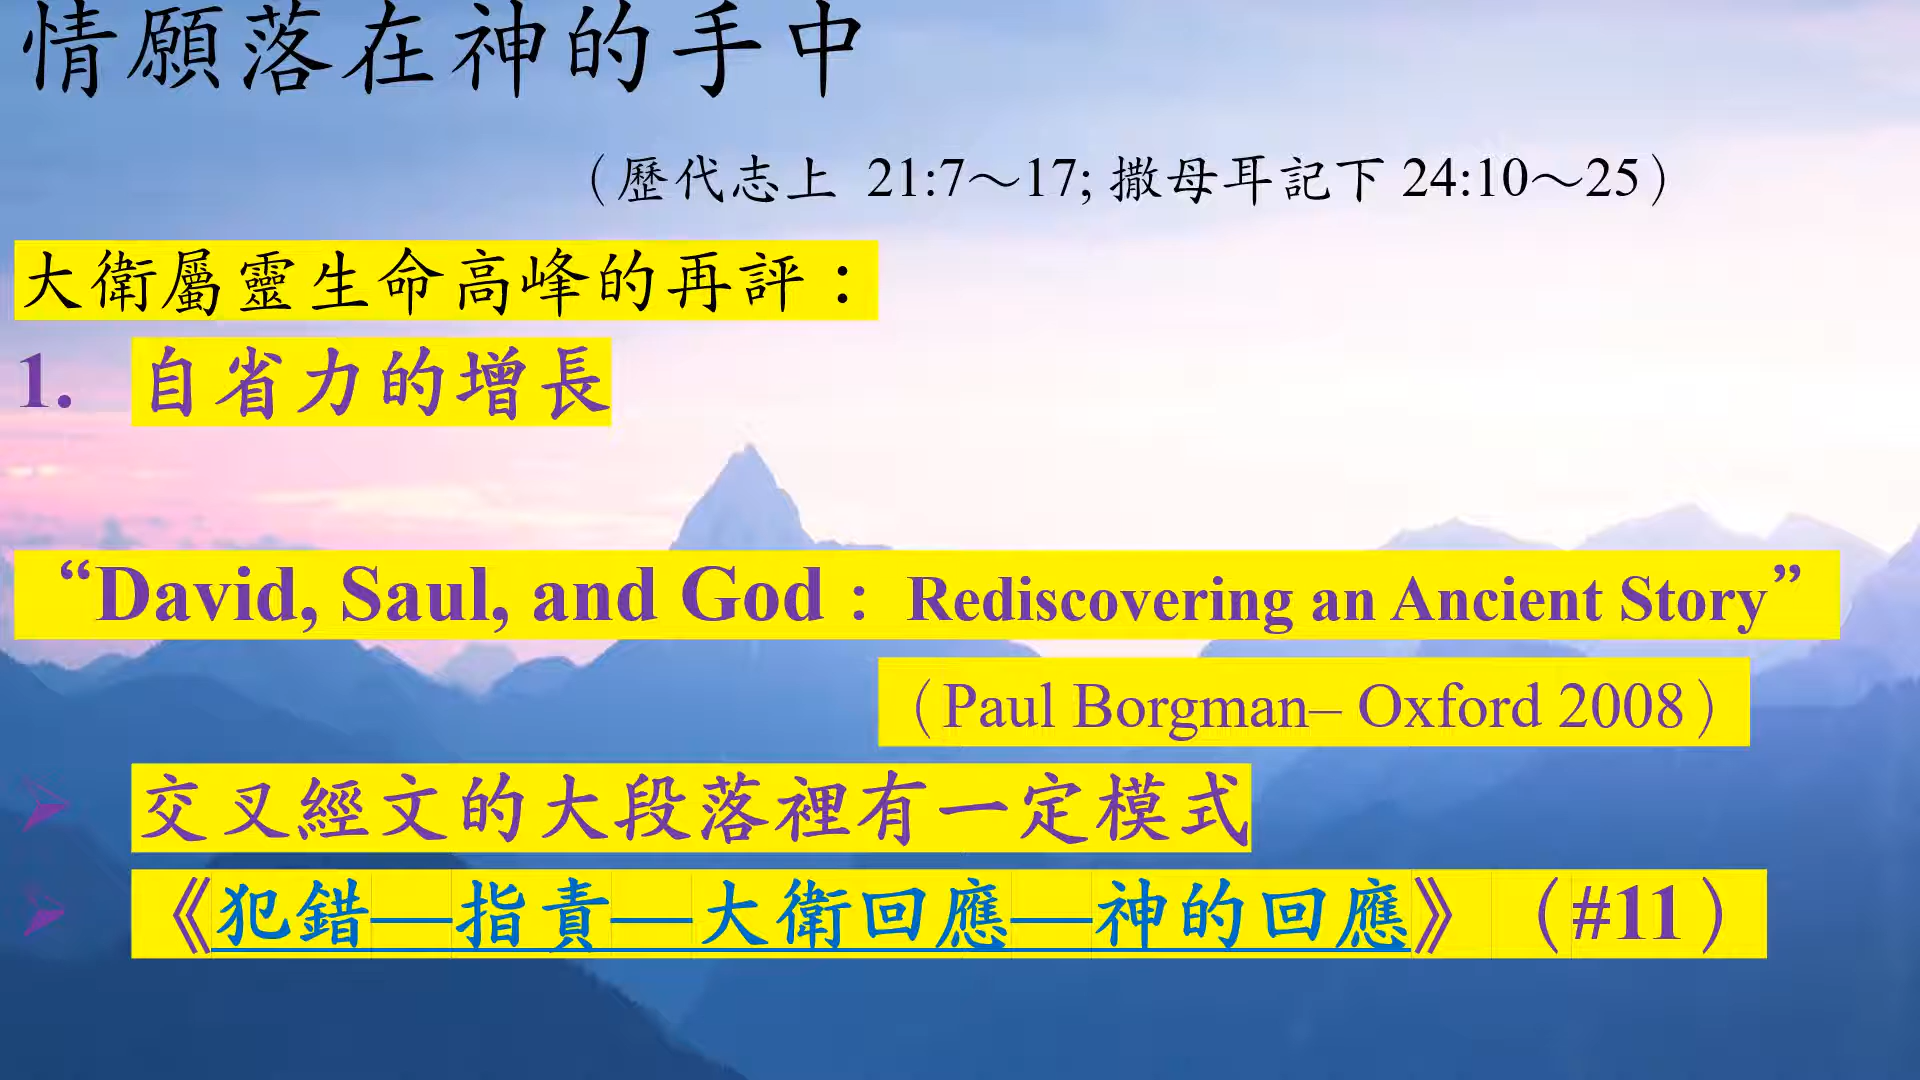 情願落在神的手中
（歷代志上 21:7～17; 撒母耳記下 24:10～25）
大衛屬靈生命高峰的再評：
1. 自省力的增長
“David, Saul, and God： Rediscovering an Ancient Story”
（Paul Borgman– Oxford 2008）
➢ 交叉經文的大段落裡有一定模式
➢ 《犯錯—指責—大衛回應—神的回應》（#11）